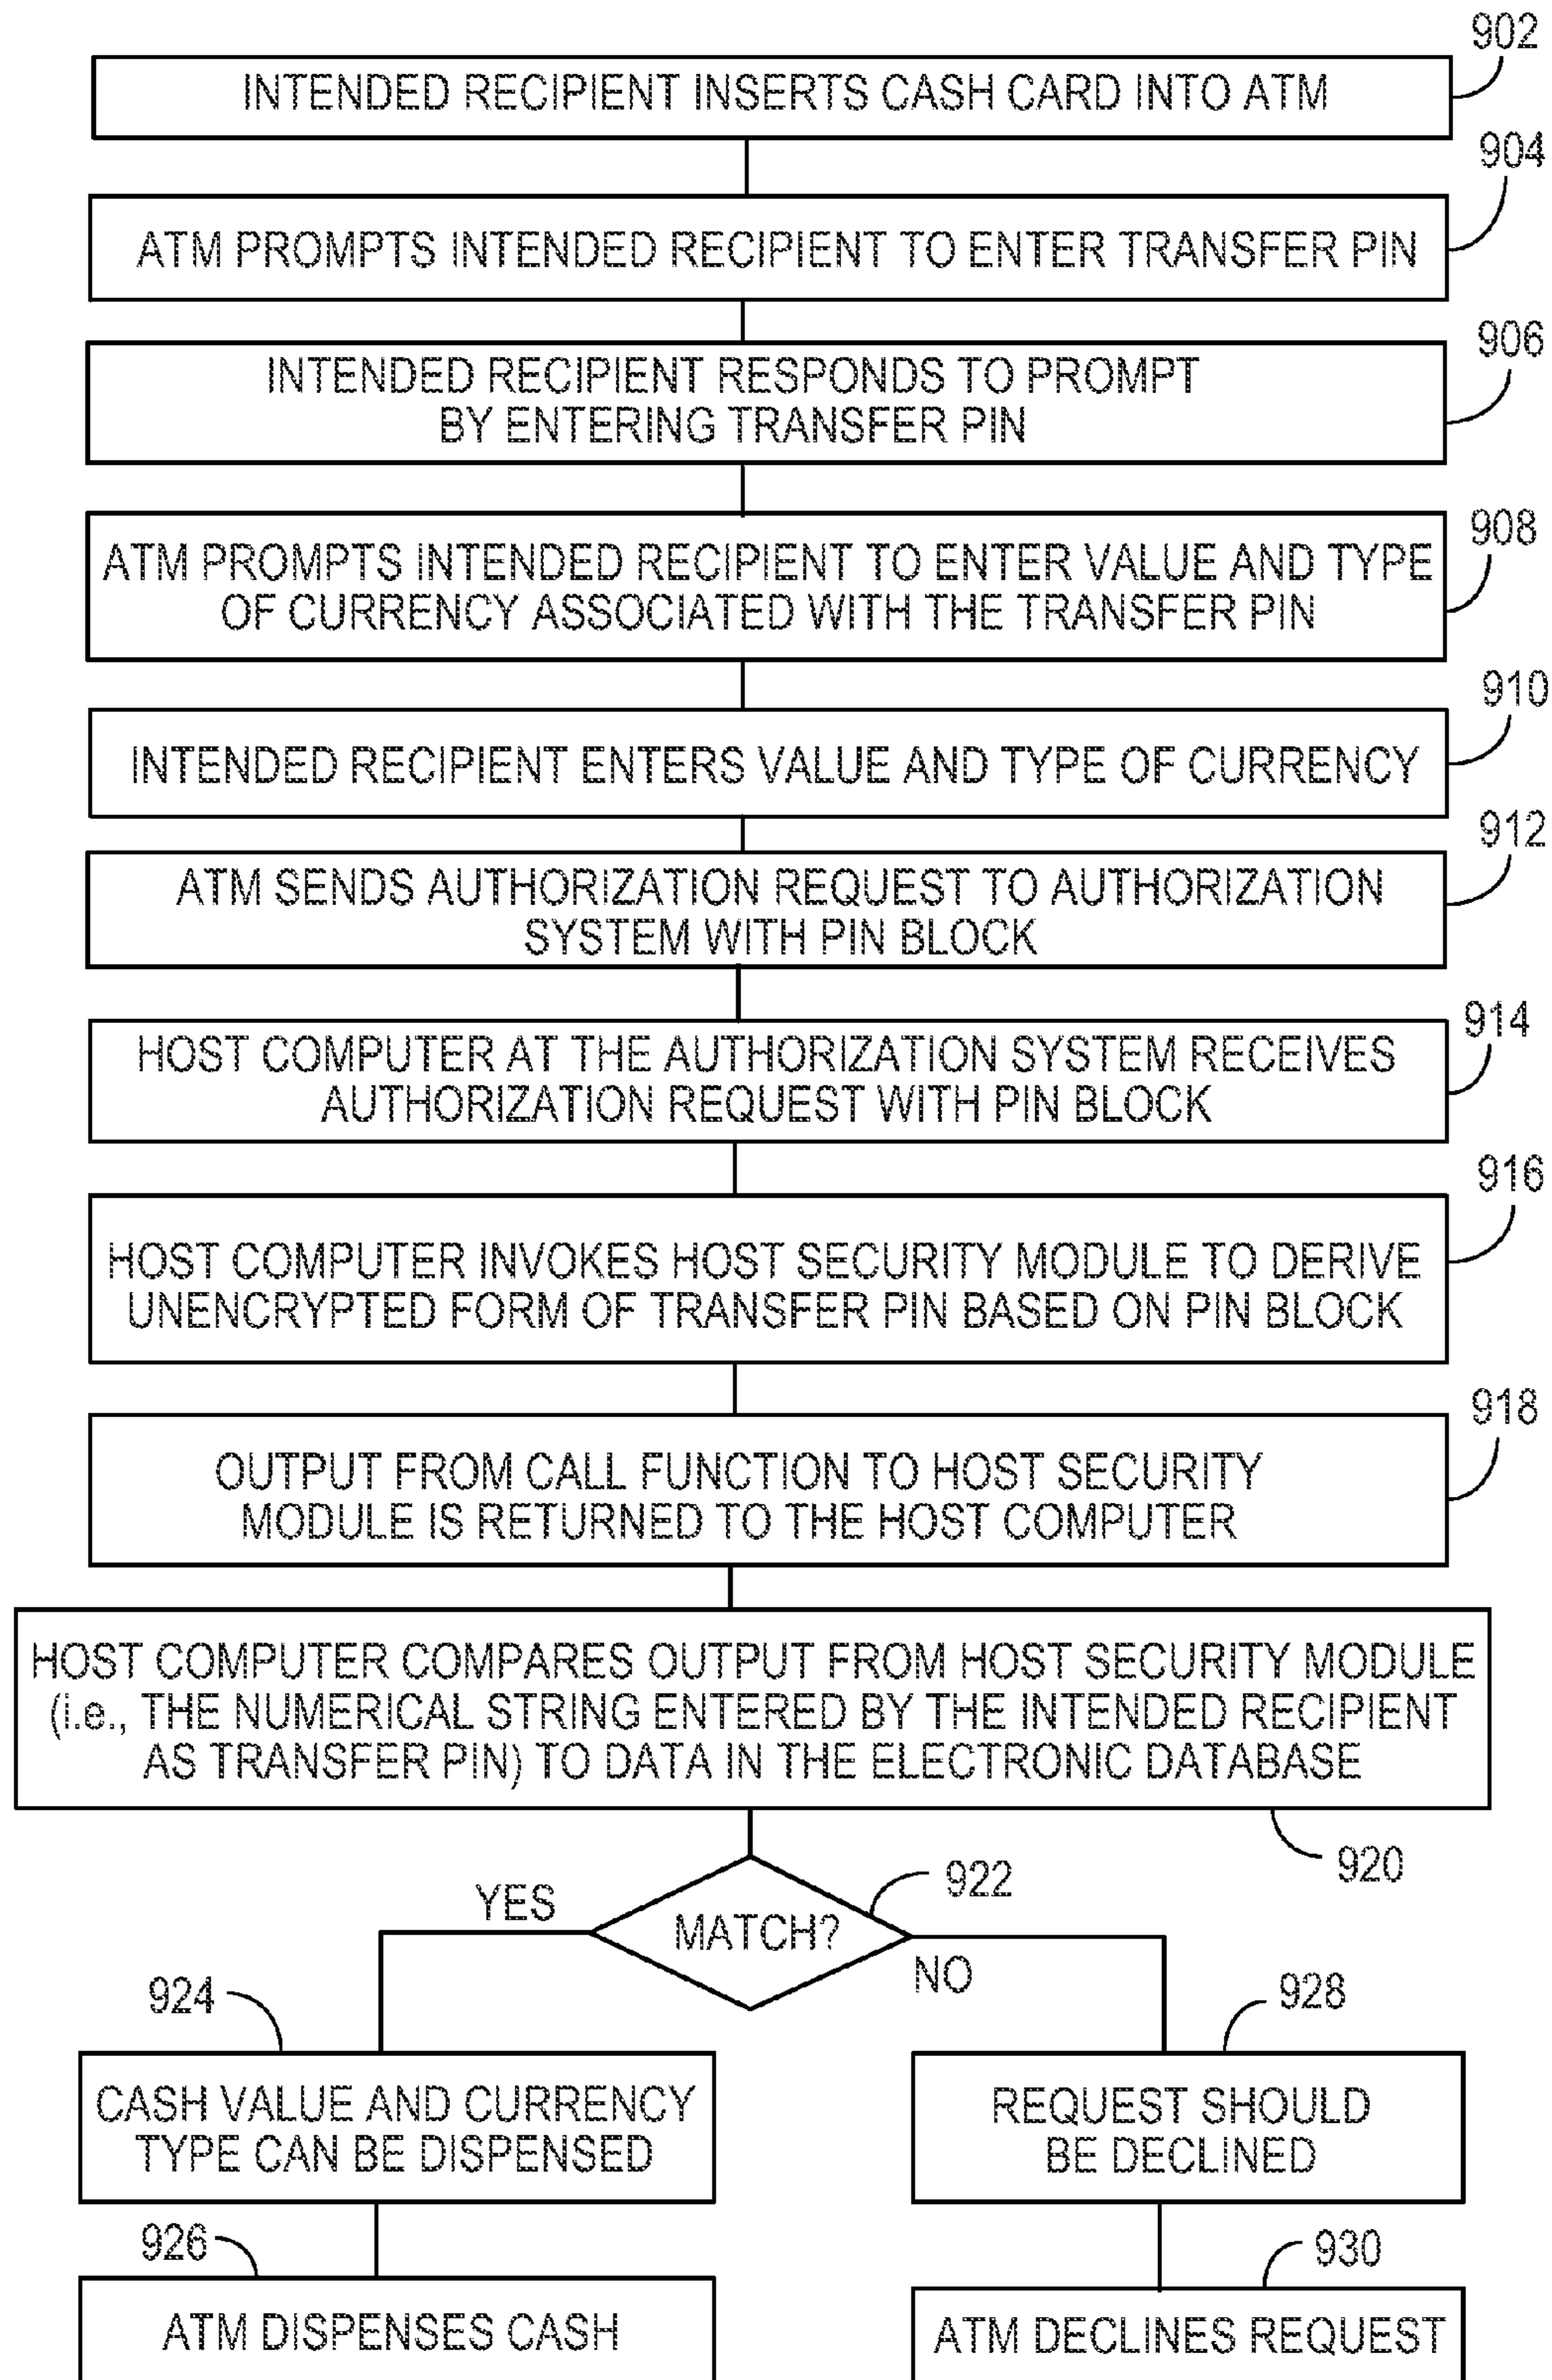 902
INTENDED RECIPIENT INSERTS CASH CARD INTO ATM
904
ATM PROMPTS INTENDED RECIPIENT TO ENTER TRANSFER PIN
906
INTENDED RECIPIENT RESPONDS TO PROMPT
BY ENTERING TRANSFER PIN
908
ATM PROMPTS INTENDED RECIPIENT TO ENTER VALUE AND TYPE
OF CURRENCY ASSOCIATED WITH THE TRANSFER PIN
910
INTENDED RECIPIENT ENTERS VALUE AND TYPE OF CURRENCY
912
ATM SENDS AUTHORIZATION REQUEST TO AUTHORIZATION
SYSTEM WITH PIN BLOCK
914
HOST COMPUTER AT THE AUTHORIZATION SYSTEM RECEIVES
AUTHORIZATION REQUEST WITH PIN BLOCK
916
HOST COMPUTER INVOKES HOST SECURITY MODULE TO DERIVE
UNENCRYPTED FORM OF TRANSFER PIN BASED ON PIN BLOCK
918
OUTPUT FROM CALL FUNCTION TO HOST SECURITY
MODULE IS RETURNED TO THE HOST COMPUTER
HOST COMPUTER COMPARES OUTPUT FROM HOST SECURITY MODULE
(i.e., THE NUMERICAL STRING ENTERED BY THE INTENDED RECIPIENT
AS TRANSFER PIN) TO DATA IN THE ELECTRONIC DATABASE
920
922
YES
MATCH?
NO
924
928
CASH VALUE AND CURRENCY
TYPE CAN BE DISPENSED
REQUEST SHOULD
BE DECLINED
926
930
ATM DISPENSES CASH
ATM DECLINES REQUEST